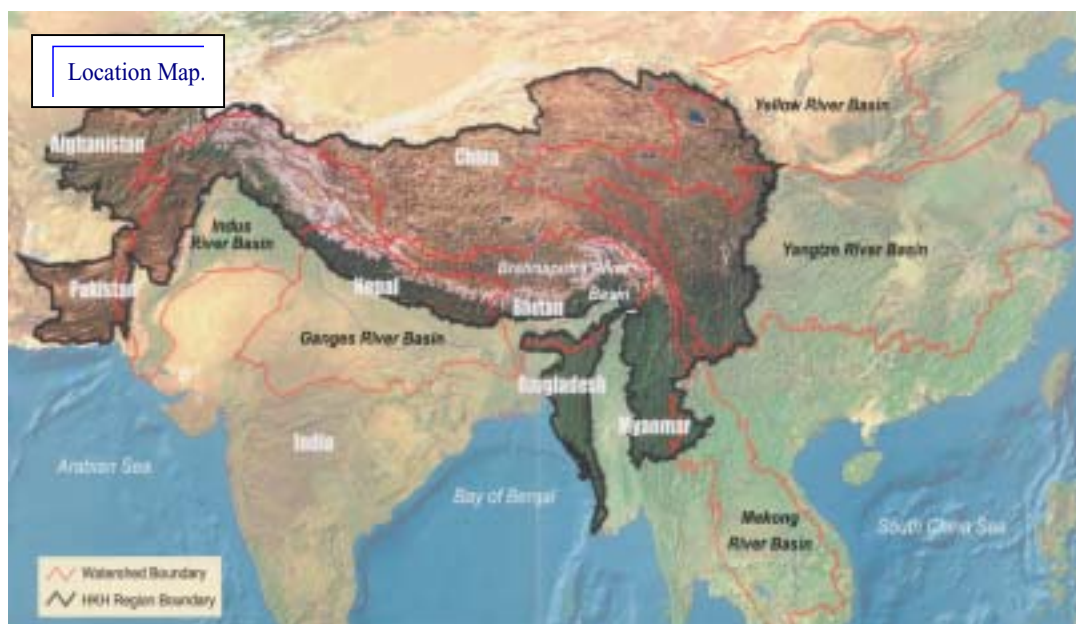 Location Map.
Yellow River Basin
Afghanistan
China
Indus
River Basin
Yangtze River Basin
Brahmaputra River
Basin
Pakistan
Nepal
Bhutan
Ganges River Basin
Bangladesh
Myanmar
India
Arabian Sea
Bay of Bengal
Mekong
River Basin
South China Sea
Watershed Boundary
HKH Region Boundary